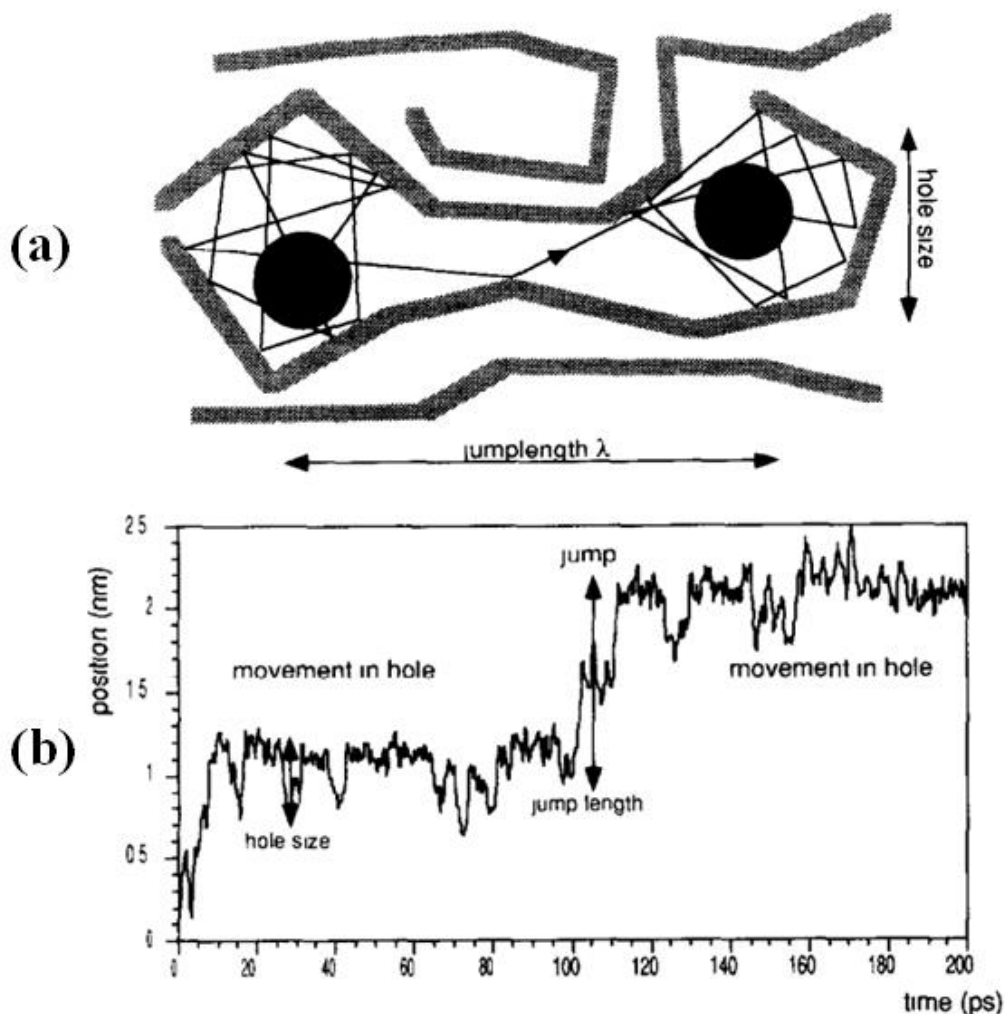 (a)
hole size
jumplength λ
(b)
position (nm)
2 5
2
1 5
1
0 5
0
jump
movement in hole
movement in hole
hole size
jump length
0 20 40 60 80 100 120 140 160 180 200
time (ps)